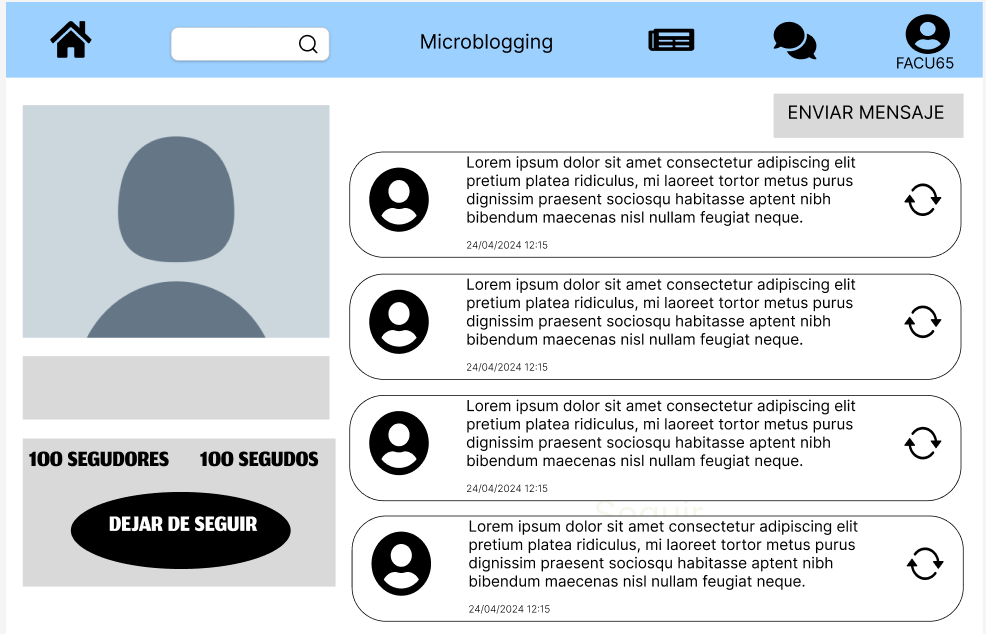 Microblogging
FACU65
ENVIAR MENSAJE
Lorem ipsum dolor sit amet consectetur adipiscing elit
pretium platea ridiculus, mi laoreet tortor metus purus
dignissim praesent sociosqu habitasse aptent nibh
bibendum maecenas nisl nullam feugiat neque.
24/04/2024 12:15
Lorem ipsum dolor sit amet consectetur adipiscing elit
pretium platea ridiculus, mi laoreet tortor metus purus
dignissim praesent sociosqu habitasse aptent nibh
bibendum maecenas nisl nullam feugiat neque.
24/04/2024 12:15
Lorem ipsum dolor sit amet consectetur adipiscing elit
pretium platea ridiculus, mi laoreet tortor metus purus
dignissim praesent sociosqu habitasse aptent nibh
bibendum maecenas nisl nullam feugiat neque.
24/04/2024 12:15
Seguir
Lorem ipsum dolor sit amet consectetur adipiscing elit
pretium platea ridiculus, mi laoreet tortor metus purus
dignissim praesent sociosqu habitasse aptent nibh
bibendum maecenas nisl nullam feugiat neque.
24/04/2024 12:15
100 SEGUDORES 100 SEGUDOS
DEJAR DE SEGUIR